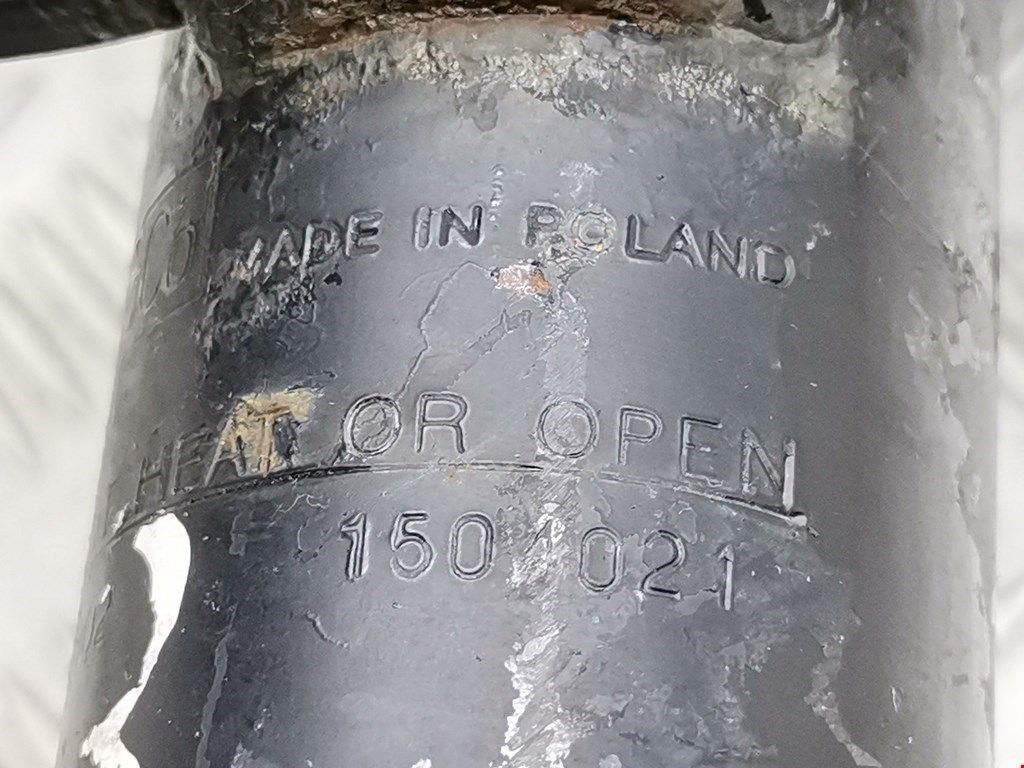 MADE IN POLAND
HEAT OR OPEN
150 021